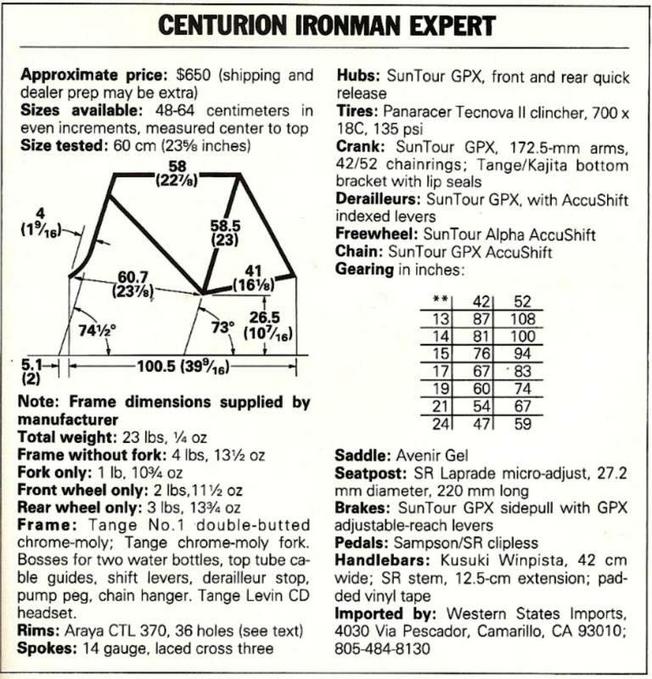 CENTURION IRONMAN EXPERT
Approximate price: $650 (shipping and
dealer prep may be extra)
Sizes available: 48-64 centimeters in
even increments, measured center to top
Size tested: 60 cm (23⅝ inches)
58
(22⅞)
4
(1⁹⁄₁₆)
58.5
(23)
60.7
(23⅞)
41
(16⅛)
26.5
(10⁷⁄₁₆)
74½°
73°
5.1
(2)
100.5 (39⁹⁄₁₆)
Note: Frame dimensions supplied by
manufacturer
Total weight: 23 lbs, ¼ oz
Frame without fork: 4 lbs, 13½ oz
Fork only: 1 lb, 10¾ oz
Front wheel only: 2 lbs,11½ oz
Rear wheel only: 3 lbs, 13¾ oz
Frame: Tange No.1 double-butted
chrome-moly; Tange chrome-moly fork.
Bosses for two water bottles, top tube ca-
ble guides, shift levers, derailleur stop,
pump peg, chain hanger. Tange Levin CD
headset.
Rims: Araya CTL 370, 36 holes (see text)
Spokes: 14 gauge, laced cross three
Hubs: SunTour GPX, front and rear quick
release
Tires: Panaracer Tecnova II clincher, 700 x
18C, 135 psi
Crank: SunTour GPX, 172.5-mm arms,
42/52 chainrings; Tange/Kajita bottom
bracket with lip seals
Derailleurs: SunTour GPX, with AccuShift
indexed levers
Freewheel: SunTour Alpha AccuShift
Chain: SunTour GPX AccuShift
Gearing in inches:
** 42 52
13 87 108
14 81 100
15 76 94
17 67 83
19 60 74
21 54 67
24 47 59
Saddle: Avenir Gel
Seatpost: SR Laprade micro-adjust, 27.2
mm diameter, 220 mm long
Brakes: SunTour GPX sidepull with GPX
adjustable-reach levers
Pedals: Sampson/SR clipless
Handlebars: Kusuki Winpista, 42 cm
wide; SR stem, 12.5-cm extension; pad-
ded vinyl tape
Imported by: Western States Imports,
4030 Via Pescador, Camarillo, CA 93010;
805-484-8130